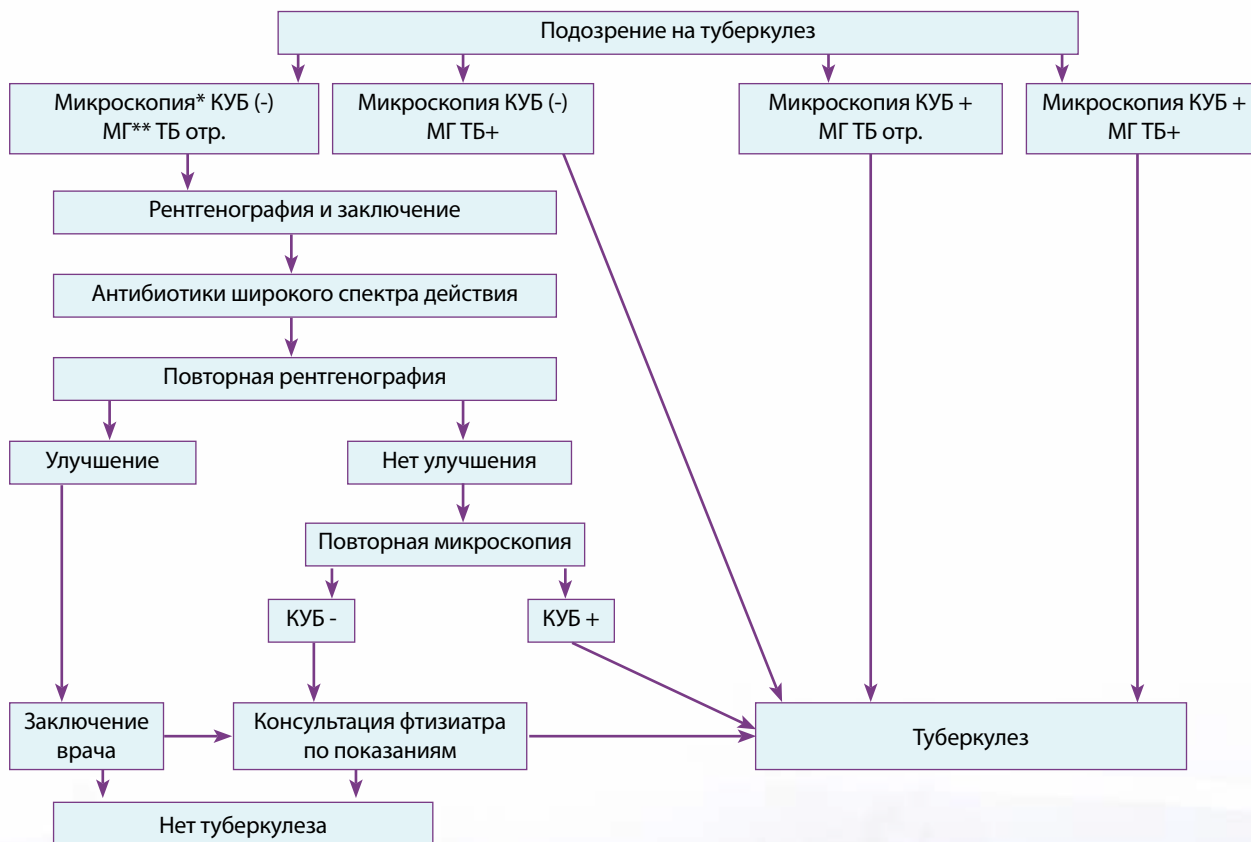 Подозрение на туберкулез
Микроскопия* КУБ (-)
МГ** ТБ отр.
Микроскопия КУБ (-)
МГ ТБ+
Микроскопия КУБ +
МГ ТБ отр.
Микроскопия КУБ +
МГ ТБ+
Рентгенография и заключение
Антибиотики широкого спектра действия
Повторная рентгенография
Улучшение
Нет улучшения
Повторная микроскопия
КУБ -
КУБ +
Заключение
врача
Консультация фтизиатра
по показаниям
Туберкулез
Нет туберкулеза